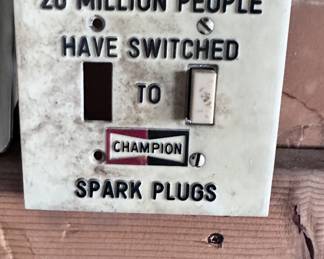 20 MILLION PEOPLE
HAVE SWITCHED
TO
CHAMPION
SPARK PLUGS